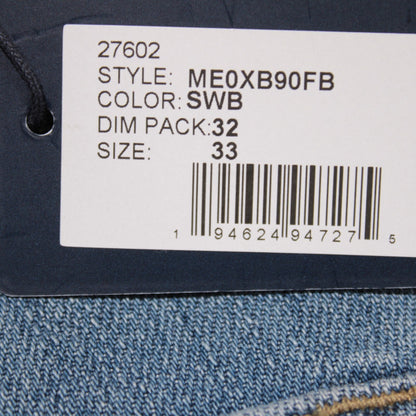 27602
STYLE: ME0XB90FB
COLOR: SWB
DIM PACK: 32
SIZE: 33
1 94624 94727 5